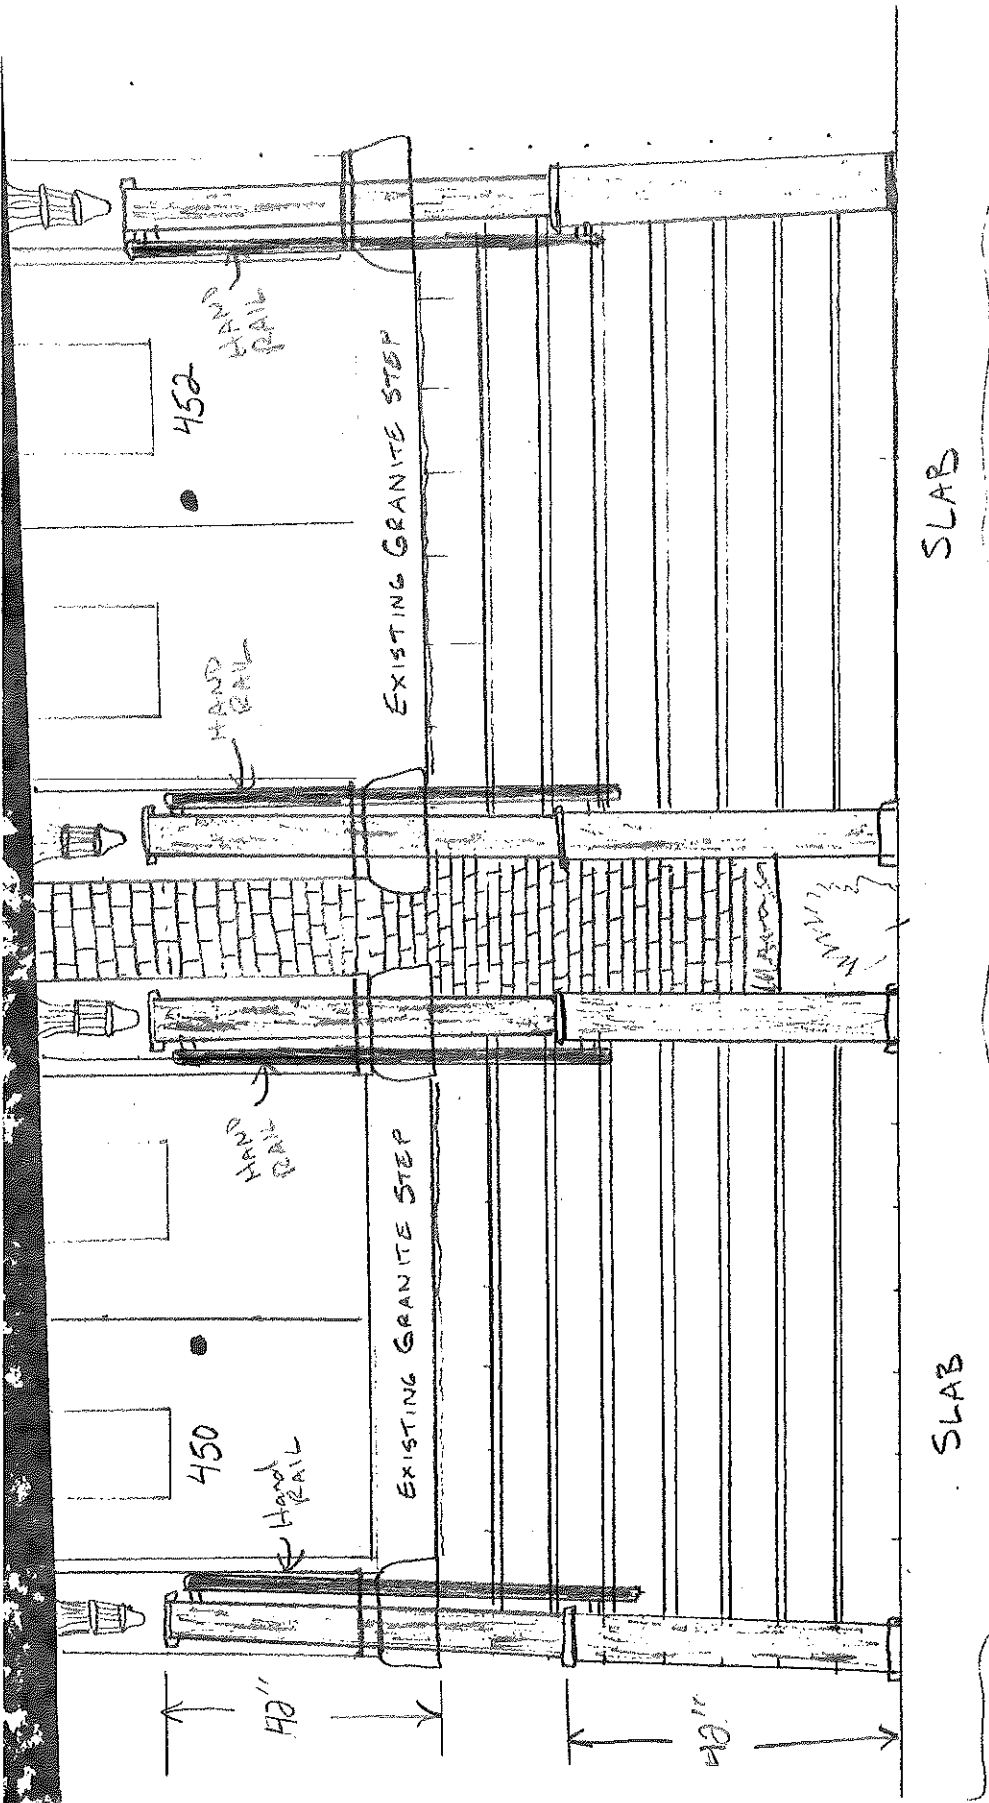 450
452
Hand
RAIL
HAND
RAIL
HAND
RAIL
HAND
RAIL
42"
EXISTING GRANITE STEP
EXISTING GRANITE STEP
42"
SLAB
SLAB